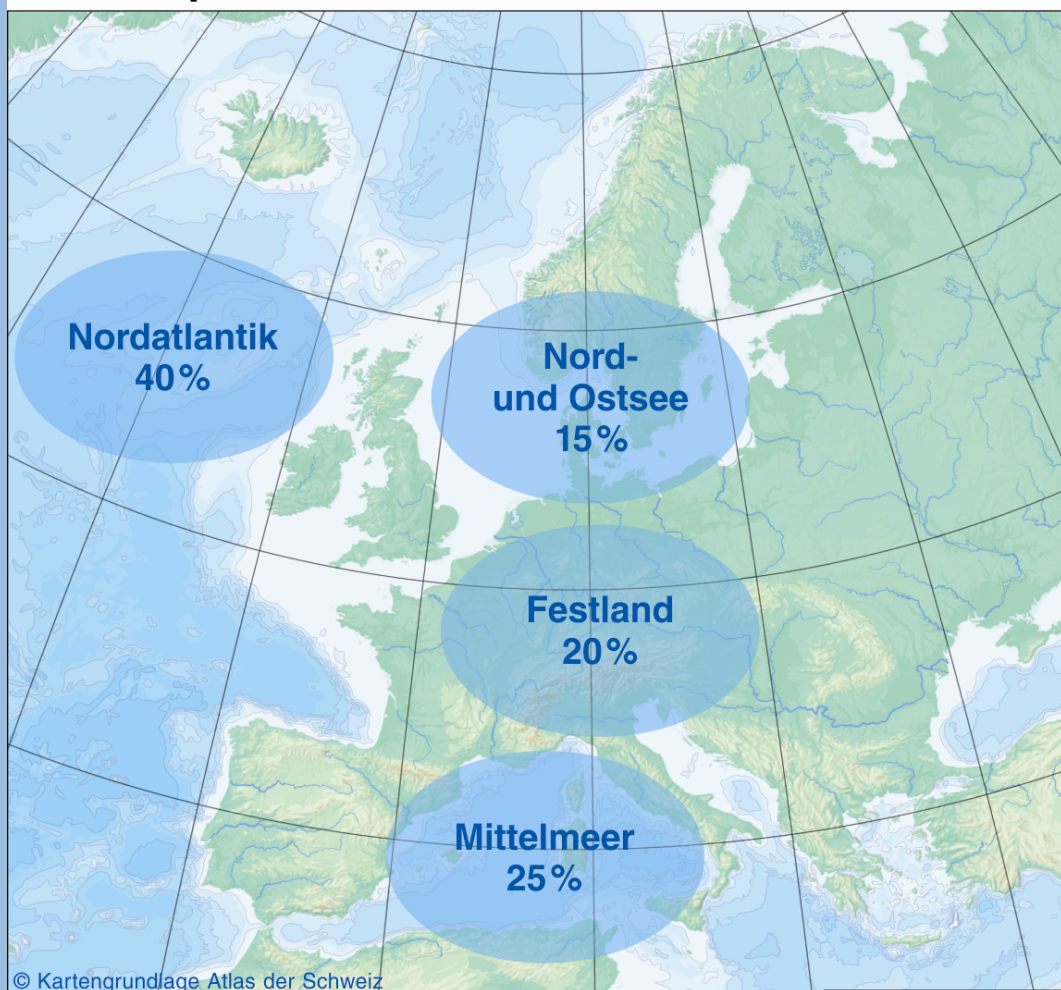 Nordatlantik
40%
Nord-
und Ostsee
15%
Festland
20%
Mittelmeer
25%
© Kartengrundlage Atlas der Schweiz